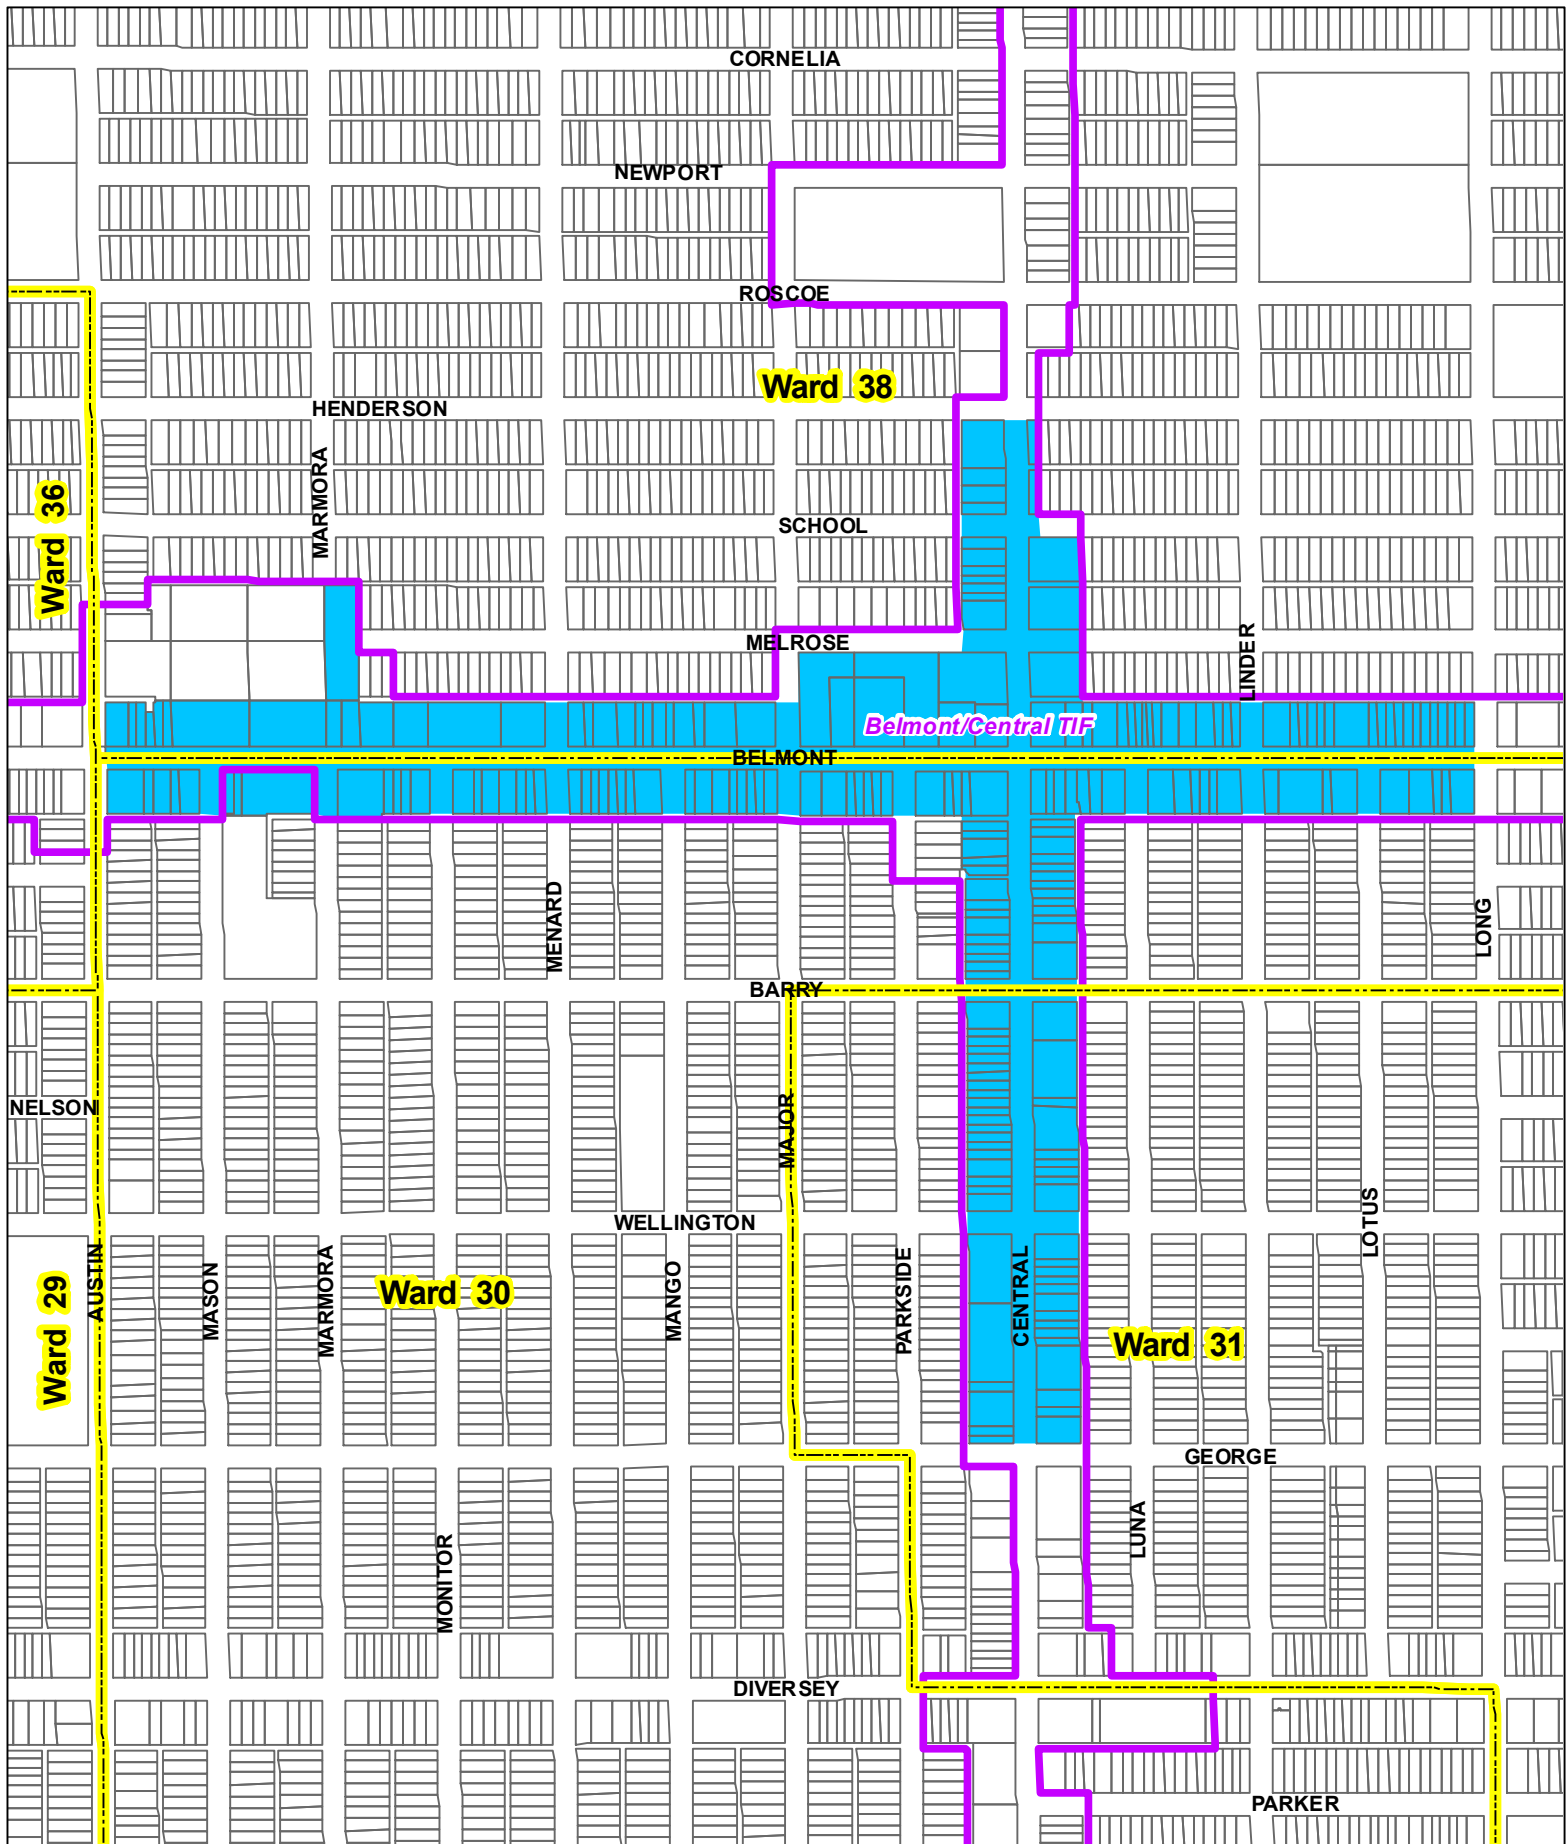 CORNELIA
NEWPORT
ROSCOE
Ward 38
HENDERSON
MARMORA
Ward 36
SCHOOL
MELROSE
LINDER
Belmont/Central TIF
BELMONT
MENARD
LONG
BARRY
NELSON
MAJOR
WELLINGTON
LOTUS
AUSTIN
MASON
MARMORA
Ward 29
Ward 30
MANGO
PARKSIDE
CENTRAL
Ward 31
GEORGE
LUNA
MONITOR
DIVERSEY
PARKER